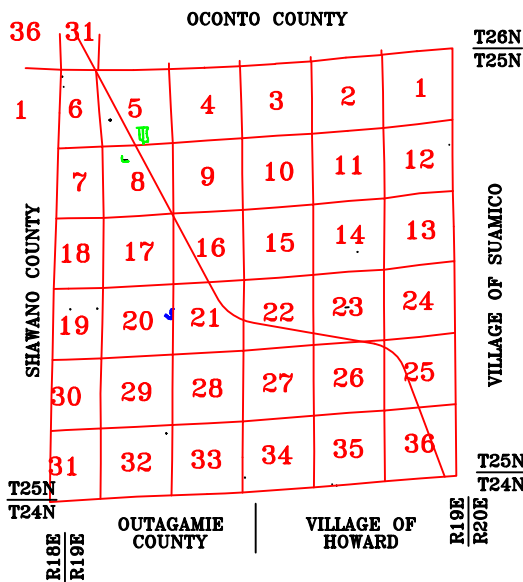 OCONTO COUNTY
36 31
T26N
T25N
1 6 5 4 3 2 1
7 8 9 10 11 12
18 17 16 15 14 13
19 20 21 22 23 24
30 29 28 27 26 25
31 32 33 34 35 36
SHAWANO COUNTY
VILLAGE OF SUAMICO
T25N
T24N
T25N
T24N
R18E
R19E
OUTAGAMIE
COUNTY
VILLAGE OF
HOWARD
R19E
R20E